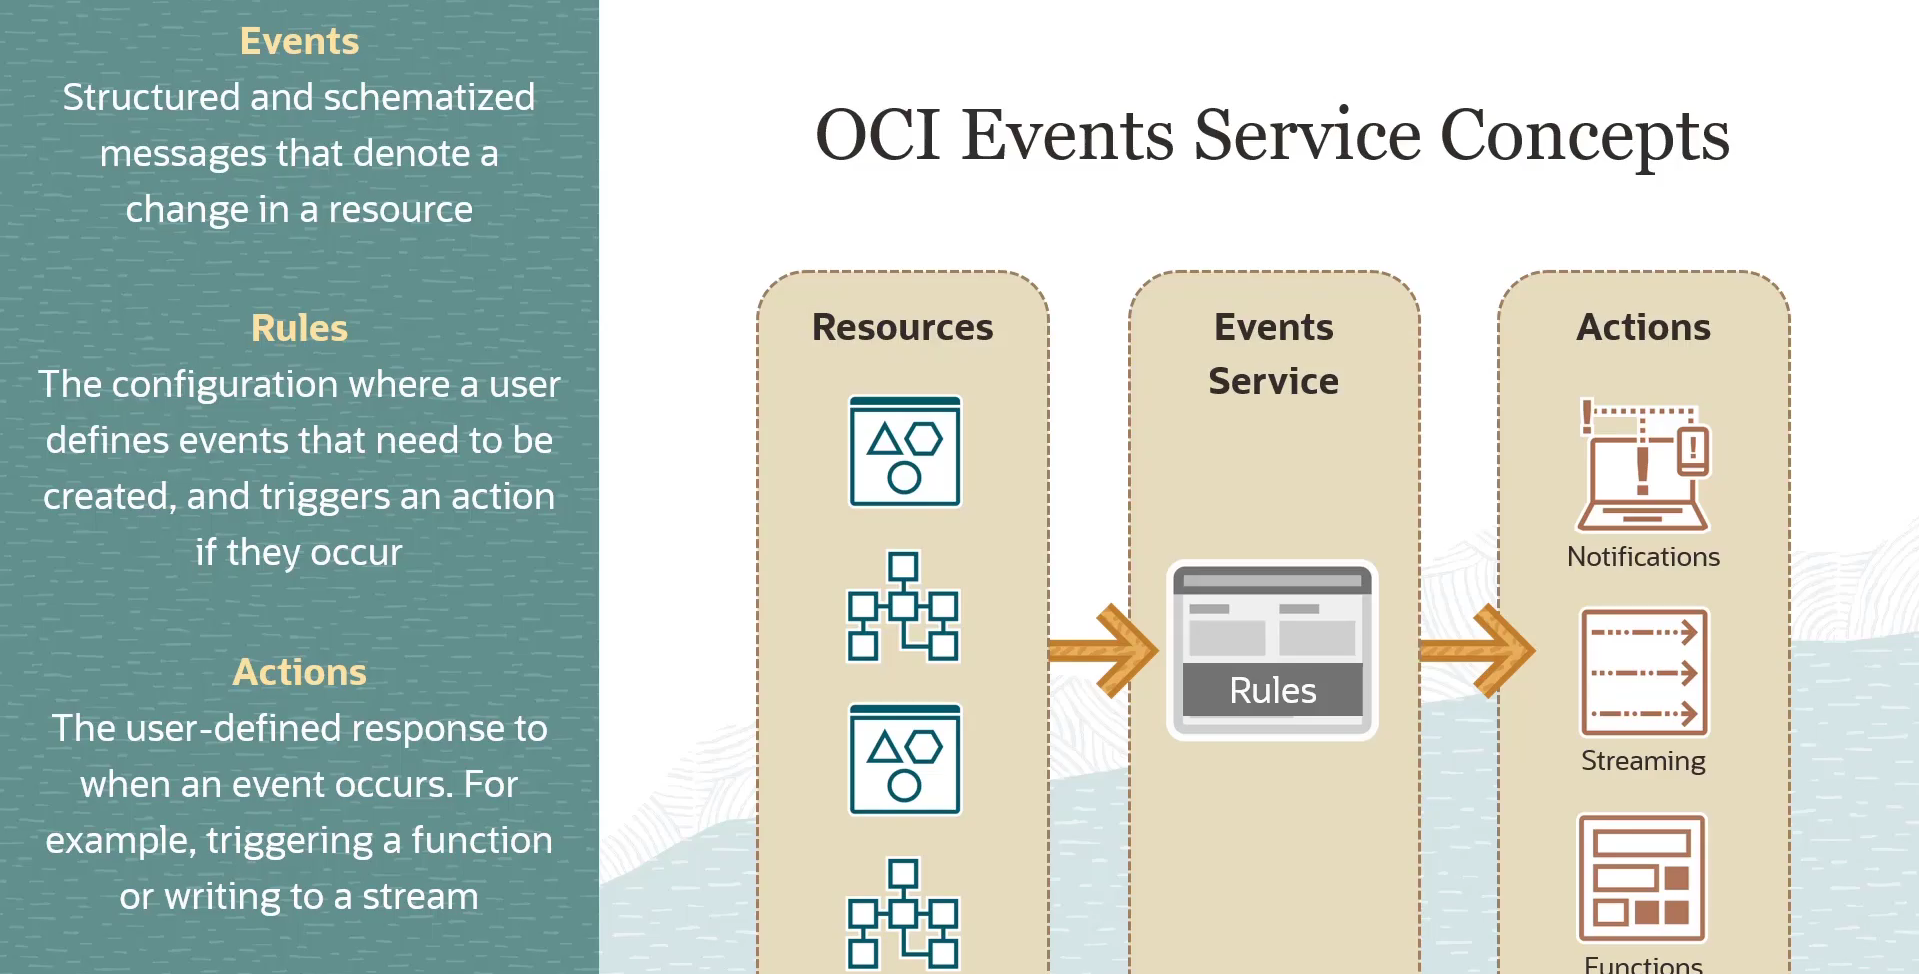 Events
Structured and schematized
messages that denote a
change in a resource
Rules
The configuration where a user
defines events that need to be
created, and triggers an action
if they occur
Actions
The user-defined response to
when an event occurs. For
example, triggering a function
or writing to a stream
OCI Events Service Concepts
Resources
Events
Service
Rules
Actions
Notifications
Streaming
Functions